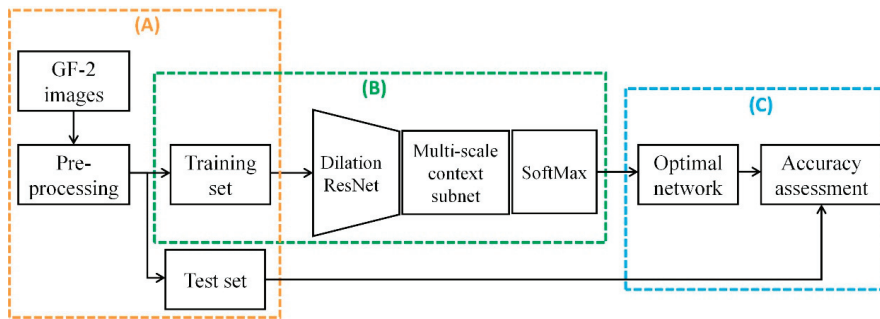 (A)
GF-2
images
Pre-
processing
Training
set
Test set
(B)
Dilation
ResNet
Multi-scale
context
subnet
SoftMax
(C)
Optimal
network
Accuracy
assessment